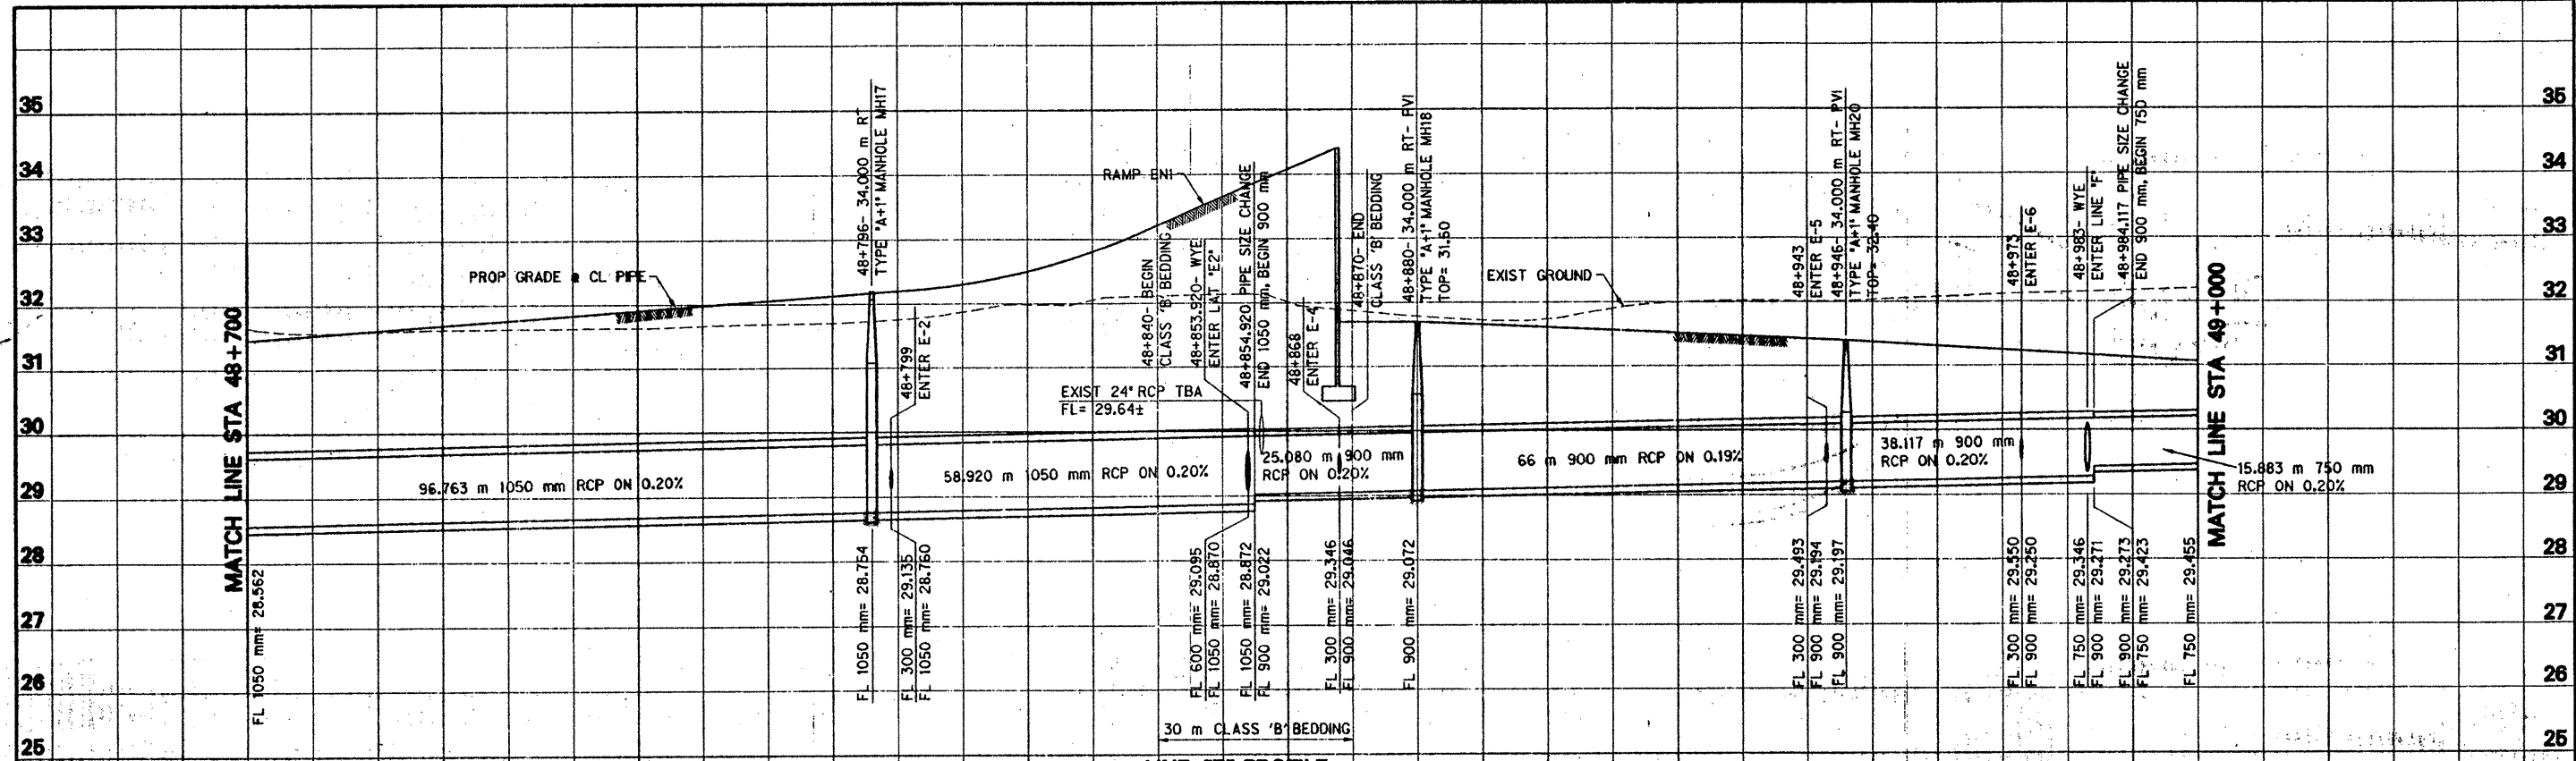 35
34
33
32
31
30
29
28
27
26
25
MATCH LINE STA 48+700
FL 1050 mm= 28.562
PROP GRADE @ CL PIPE
96.763 m 1050 mm RCP ON 0.20%
48+796- 34.000 m RT
TYPE "A+1" MANHOLE MH17
48+799
ENTER E-2
FL 1050 mm= 28.754
FL 300 mm= 29.135
FL 1050 mm= 28.760
58.920 m 1050 mm RCP ON 0.20%
RAMP EN1
48+840- BEGIN
CLASS 'B' BEDDING
48+853.920- WYE
ENTER LAT "E2"
48+854.920 PIPE SIZE CHANGE
END 1050 mm, BEGIN 900 mm
EXIST 24" RCP TBA
FL= 29.64±
48+868
ENTER E-4
48+870- END
CLASS 'B' BEDDING
25.080 m 900 mm
RCP ON 0.20%
FL 600 mm= 29.095
FL 1050 mm= 28.870
FL 1050 mm= 28.872
FL 900 mm= 29.022
FL 300 mm= 29.346
FL 900 mm= 29.046
30 m CLASS 'B' BEDDING
48+880- 34.000 m RT- PVI
TYPE "A+1" MANHOLE MH18
TOP= 31.50
FL 900 mm= 29.072
EXIST GROUND
66 m 900 mm RCP ON 0.19%
48+943
ENTER E-5
48+946- 34.000 m RT- PVI
TYPE "A+1" MANHOLE MH20
TOP= 32.40
FL 300 mm= 29.493
FL 900 mm= 29.194
FL 900 mm= 29.197
38.117 m 900 mm
RCP ON 0.20%
48+973
ENTER E-6
48+983- WYE
ENTER LINE "F"
48+984.117 PIPE SIZE CHANGE
END 900 mm, BEGIN 750 mm
FL 300 mm= 29.550
FL 900 mm= 29.250
FL 750 mm= 29.346
FL 900 mm= 29.271
FL 900 mm= 29.273
FL 750 mm= 29.423
FL 750 mm= 29.455
15.883 m 750 mm
RCP ON 0.20%
MATCH LINE STA 49+000
35
34
33
32
31
30
29
28
27
26
25